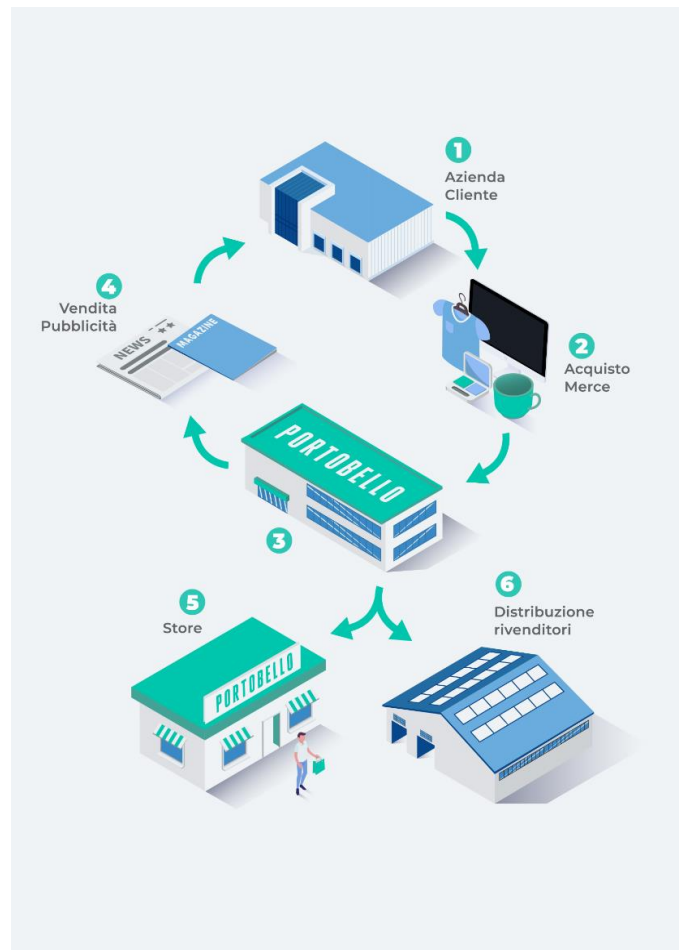 1
Azienda
Cliente
4
Vendita
Pubblicità
NEWS
MAGAZINE
2
Acquisto
Merce
PORTOBELLO
3
5
Store
6
Distribuzione
rivenditori
PORTOBELLO